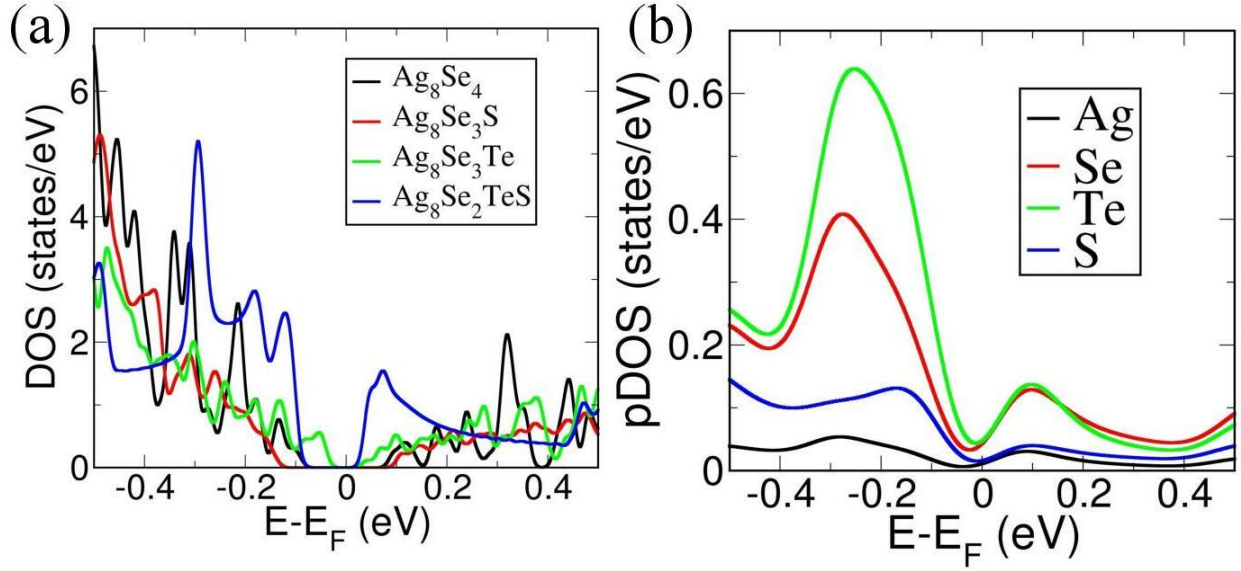 (a)
DOS (states/eV)
6
4
2
0
Ag₈Se₄
Ag₈Se₃S
Ag₈Se₃Te
Ag₈Se₂TeS
-0.4
-0.2
0
0.2
0.4
E-E_F (eV)
(b)
pDOS (states/eV)
0.6
0.4
0.2
0
Ag
Se
Te
S
-0.4
-0.2
0
0.2
0.4
E-E_F (eV)